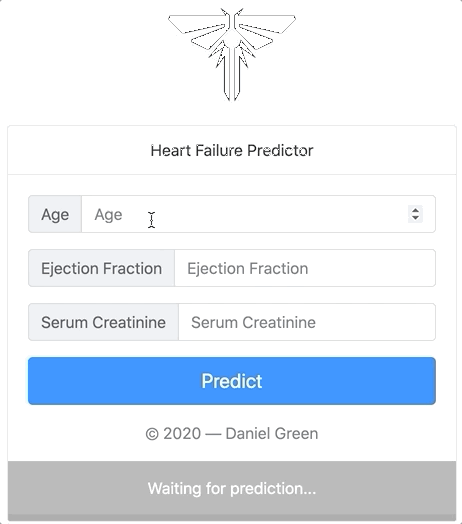 Heart Failure Predictor
Age Age
Ejection Fraction Ejection Fraction
Serum Creatinine Serum Creatinine
Predict
© 2020 — Daniel Green
Waiting for prediction...